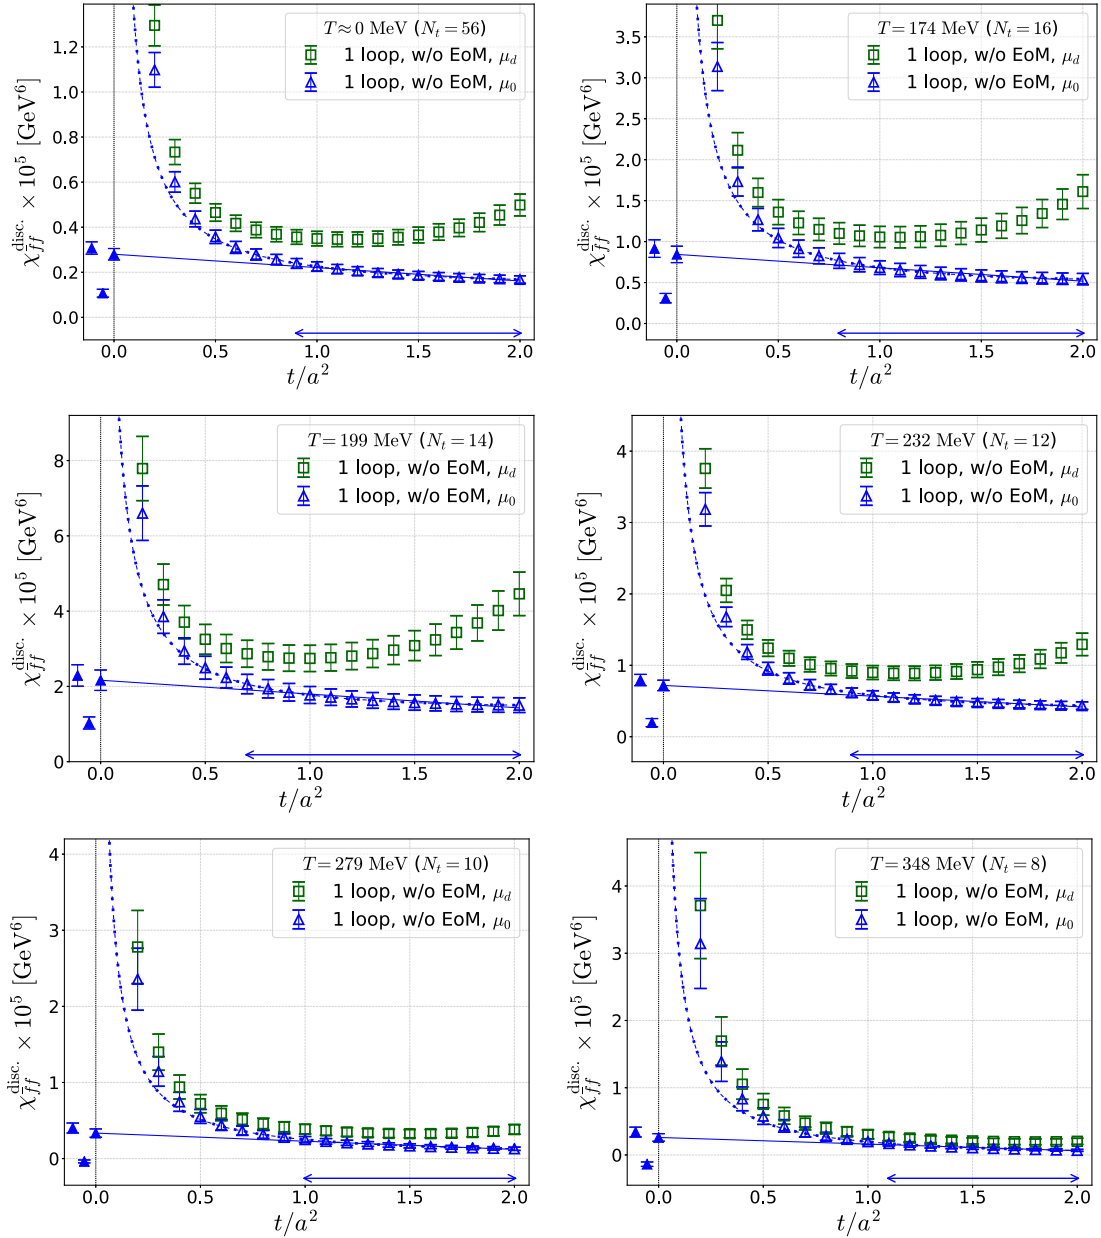 T≈0 MeV (N_t=56)
1 loop, w/o EoM, μ_d
1 loop, w/o EoM, μ_0
χ_{f̄f}^{disc.} × 10^5 [GeV^6]
1.2
1.0
0.8
0.6
0.4
0.2
0.0
0.0 0.5 1.0 1.5 2.0
t/a^2
T=174 MeV (N_t=16)
1 loop, w/o EoM, μ_d
1 loop, w/o EoM, μ_0
χ_{f̄f}^{disc.} × 10^5 [GeV^6]
3.5
3.0
2.5
2.0
1.5
1.0
0.5
0.0
0.0 0.5 1.0 1.5 2.0
t/a^2
T=199 MeV (N_t=14)
1 loop, w/o EoM, μ_d
1 loop, w/o EoM, μ_0
χ_{f̄f}^{disc.} × 10^5 [GeV^6]
8
6
4
2
0
0.0 0.5 1.0 1.5 2.0
t/a^2
T=232 MeV (N_t=12)
1 loop, w/o EoM, μ_d
1 loop, w/o EoM, μ_0
χ_{f̄f}^{disc.} × 10^5 [GeV^6]
4
3
2
1
0
0.0 0.5 1.0 1.5 2.0
t/a^2
T=279 MeV (N_t=10)
1 loop, w/o EoM, μ_d
1 loop, w/o EoM, μ_0
χ_{f̄f}^{disc.} × 10^5 [GeV^6]
4
3
2
1
0
0.0 0.5 1.0 1.5 2.0
t/a^2
T=348 MeV (N_t=8)
1 loop, w/o EoM, μ_d
1 loop, w/o EoM, μ_0
χ_{f̄f}^{disc.} × 10^5 [GeV^6]
4
3
2
1
0
0.0 0.5 1.0 1.5 2.0
t/a^2